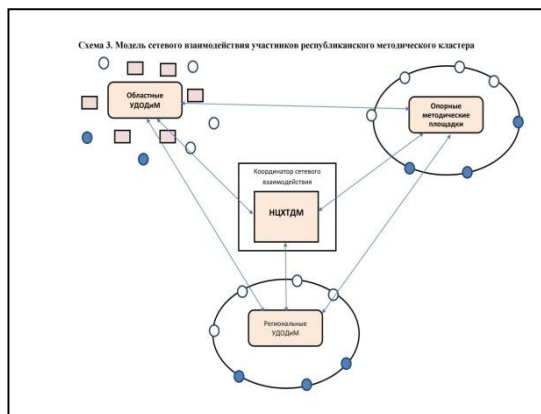 Схема 3. Модель сетевого взаимодействия участников республиканского методического кластера
Областные
УДОДиМ
Опорные
методические
площадки
Координатор сетевого
взаимодействия
НЦХТДМ
Региональные
УДОДиМ